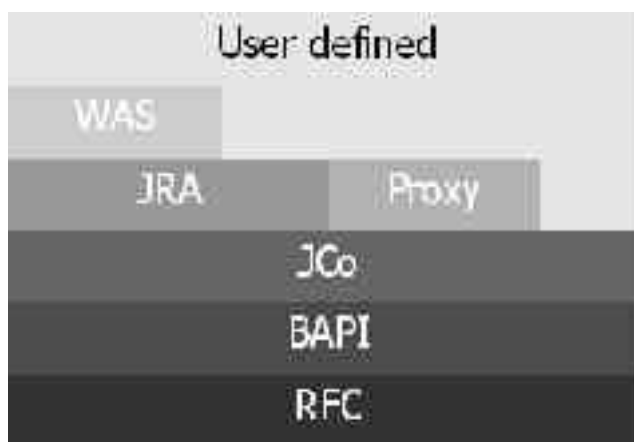 User defined
WAS
JRA Proxy
JCo
BAPI
RFC